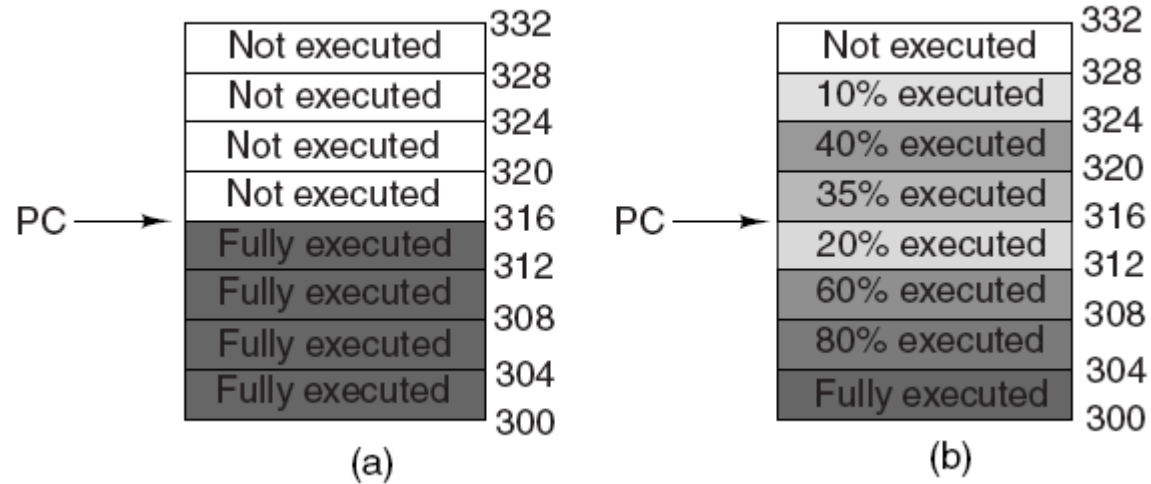 332
Not executed
328
Not executed
324
Not executed
320
Not executed
PC
316
Fully executed
312
Fully executed
308
Fully executed
304
Fully executed
300
(a)
332
Not executed
328
10% executed
324
40% executed
320
35% executed
PC
316
20% executed
312
60% executed
308
80% executed
304
Fully executed
300
(b)